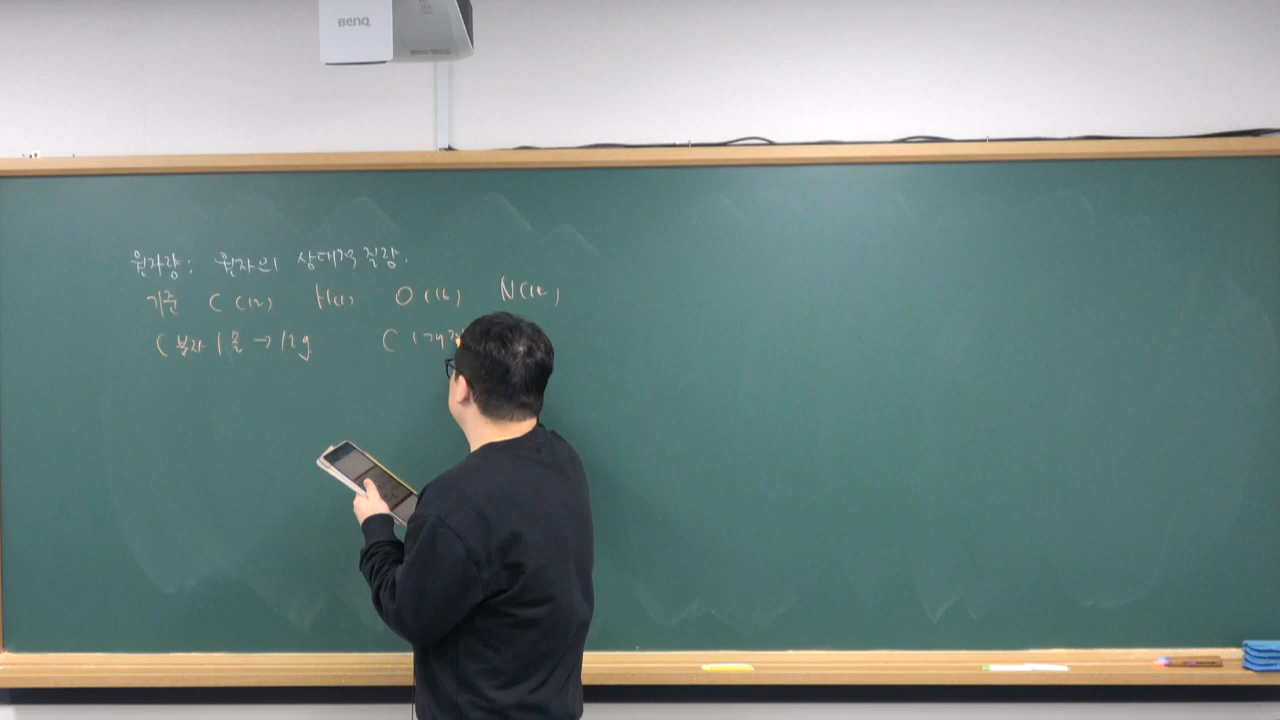 BenQ
원자량: 원자의 상대적 질량.
기준 C (12) H(1) O (16) N(14)
( 분자 1몰 → 12g C 1개